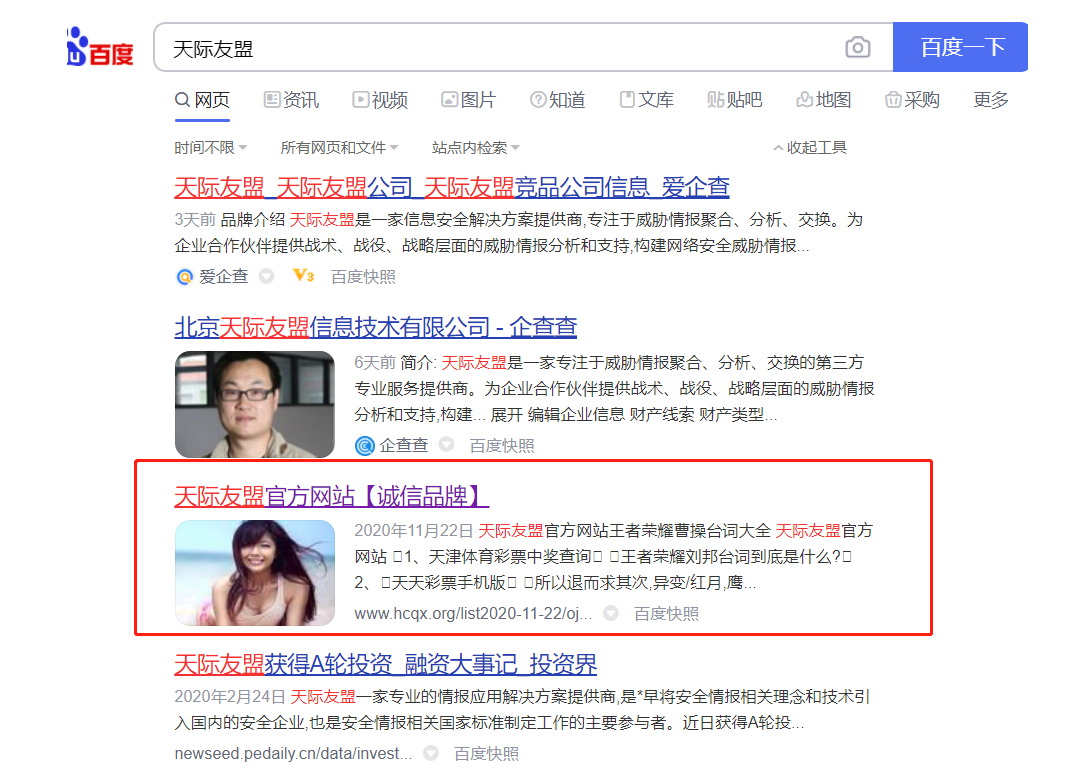 百度
天际友盟
百度一下
网页 资讯 视频 图片 知道 文库 贴吧 地图 采购 更多
时间不限 所有网页和文件 站点内检索 收起工具
天际友盟_天际友盟公司_天际友盟竞品公司信息_爱企查
3天前 品牌介绍 天际友盟是一家信息安全解决方案提供商,专注于威胁情报聚合、分析、交换。为
企业合作伙伴提供战术、战役、战略层面的威胁情报分析和支持,构建网络安全威胁情报...
爱企查 V3 百度快照
北京天际友盟信息技术有限公司 - 企查查
6天前 简介: 天际友盟是一家专注于威胁情报聚合、分析、交换的第三方
专业服务提供商。为企业合作伙伴提供战术、战役、战略层面的威胁情报
分析和支持,构建... 展开 编辑企业信息 财产线索 财产类型...
企查查 百度快照
天际友盟官方网站【诚信品牌】
2020年11月22日 天际友盟官方网站王者荣耀曹操台词大全 天际友盟官方
网站 1、天津体育彩票中奖查询 王者荣耀刘邦台词到底是什么?
2、天天彩票手机版 所以退而求其次,异变/红月,鹰...
www.hcqx.org/list2020-11-22/oj... 百度快照
天际友盟获得A轮投资_融资大事记_投资界
2020年2月24日 天际友盟一家专业的情报应用解决方案提供商,是*早将安全情报相关理念和技术引
入国内的安全企业,也是安全情报相关国家标准制定工作的主要参与者。近日获得A轮投...
newseed.pedaily.cn/data/invest... 百度快照